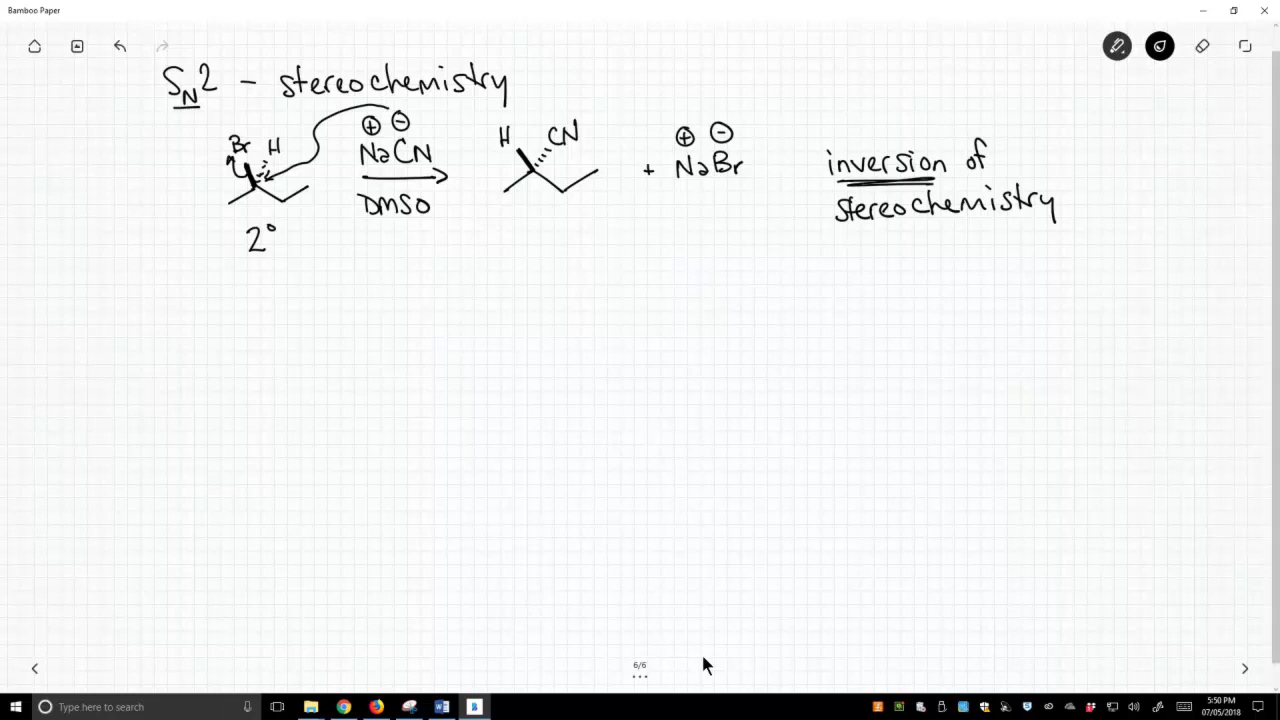 Bamboo Paper
S_N2 - stereochemistry
Br H
⊕ ⊖
NaCN
DMSO
2°
H CN
⊕ ⊖
+ NaBr
inversion of
stereochemistry
6/6
Type here to search
5:50 PM
07/05/2018